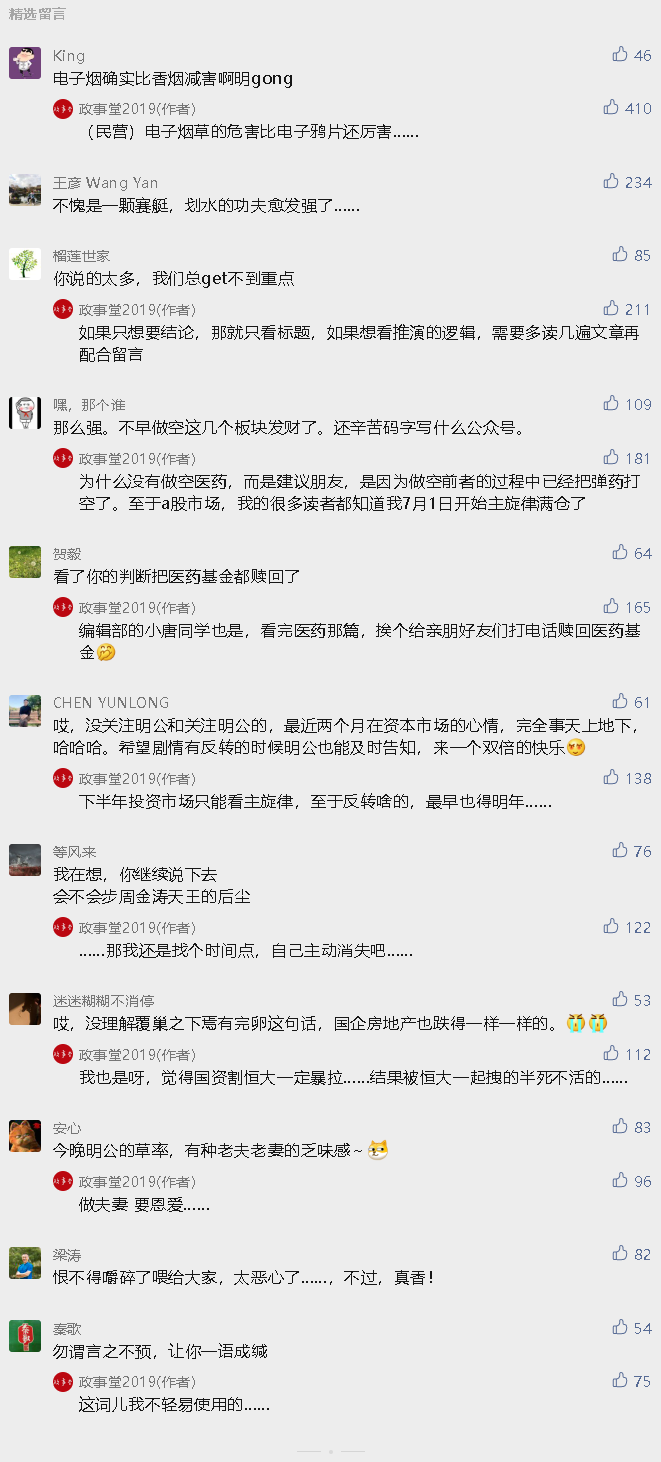 精选留言
King
46
电子烟确实比香烟减害啊明gong
政事堂2019(作者)
410
（民营）电子烟草的危害比电子鸦片还厉害......
王彦 Wang Yan
234
不愧是一颗赛艇，划水的功夫愈发强了......
榴莲世家
85
你说的太多，我们总get不到重点
政事堂2019(作者)
211
如果只想要结论，那就只看标题，如果想看推演的逻辑，需要多读几遍文章再
配合留言
嘿，那个谁
109
那么强。不早做空这几个板块发财了。还辛苦码字写什么公众号。
政事堂2019(作者)
181
为什么没有做空医药，而是建议朋友，是因为做空前者的过程中已经把弹药打
空了。至于a股市场，我的很多读者都知道我7月1日开始主旋律满仓了
贺毅
64
看了你的判断把医药基金都赎回了
政事堂2019(作者)
165
编辑部的小唐同学也是，看完医药那篇，挨个给亲朋好友们打电话赎回医药基
金
CHEN YUNLONG
61
哎，没关注明公和关注明公的，最近两个月在资本市场的心情，完全事天上地下，
哈哈哈。希望剧情有反转的时候明公也能及时告知，来一个双倍的快乐
政事堂2019(作者)
138
下半年投资市场只能看主旋律，至于反转啥的，最早也得明年......
等风来
76
我在想，你继续说下去
会不会步周金涛天王的后尘
政事堂2019(作者)
122
......那我还是找个时间点，自己主动消失吧......
迷迷糊糊不消停
53
哎，没理解覆巢之下焉有完卵这句话，国企房地产也跌得一样一样的。
政事堂2019(作者)
112
我也是呀，觉得国资割恒大一定暴拉......结果被恒大一起拽的半死不活的......
安心
83
今晚明公的草率，有种老夫老妻的乏味感～
政事堂2019(作者)
96
做夫妻 要恩爱......
梁涛
82
恨不得嚼碎了喂给大家，太恶心了......，不过，真香！
秦歌
54
勿谓言之不预，让你一语成缄
政事堂2019(作者)
75
这词儿我不轻易使用的......